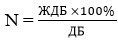 N = ЖДБ ×100% / ДБ